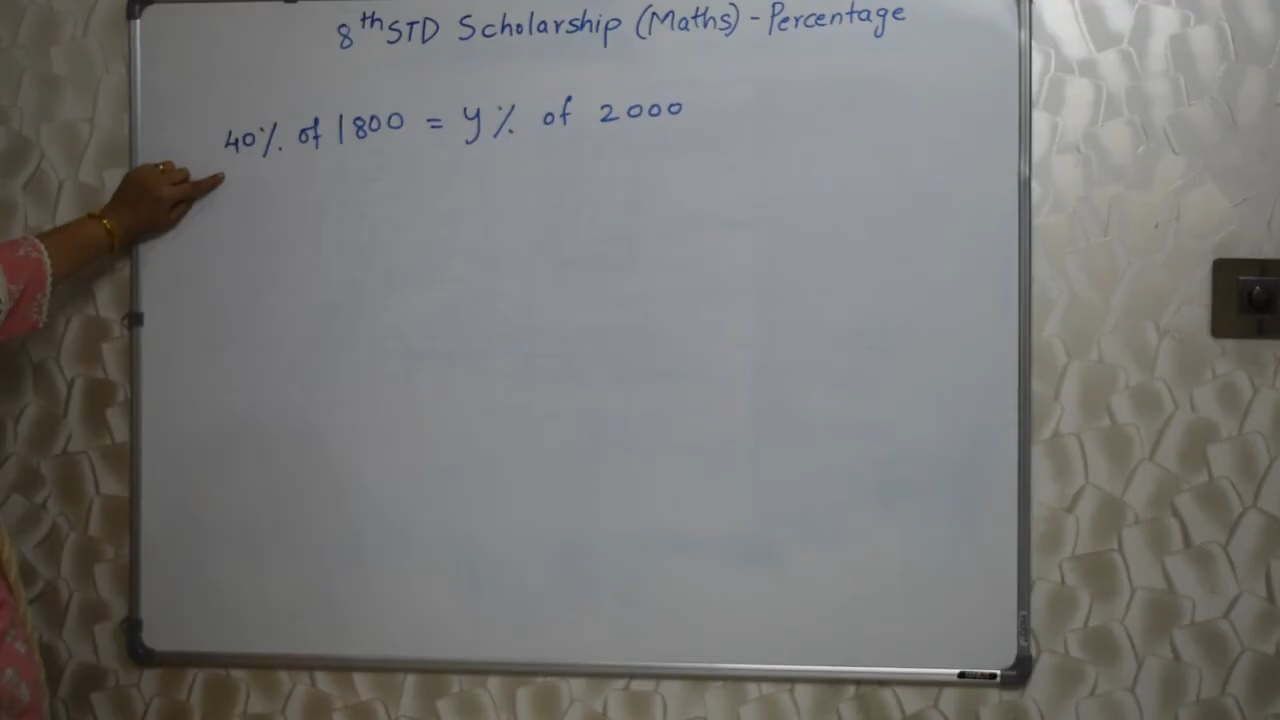 8th STD Scholarship (Maths) - Percentage
40% of 1800 = y% of 2000